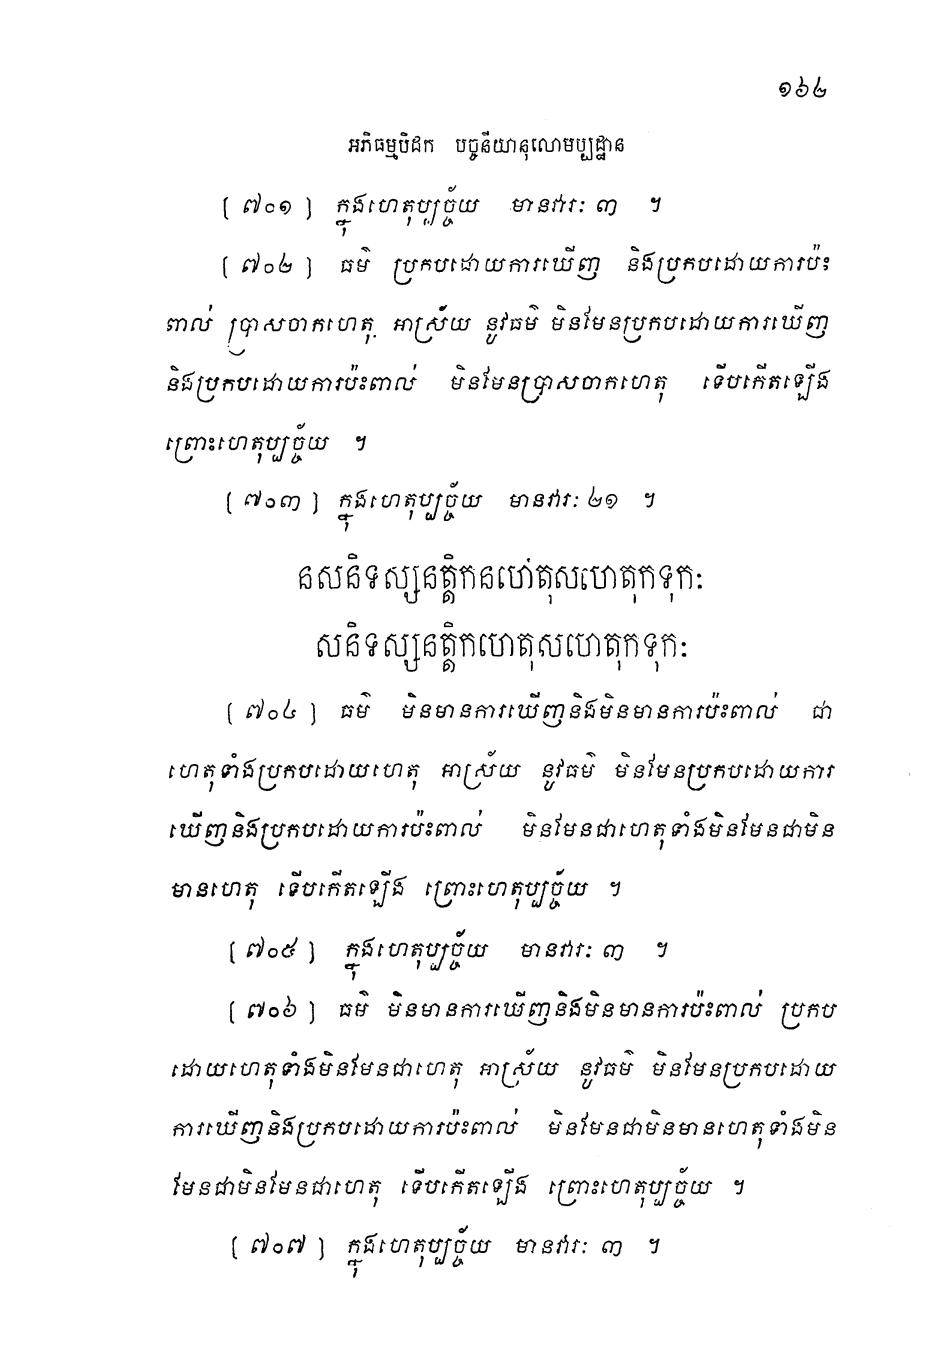 ១៦២
អភិធម្មបិដក បច្ចនីយានុលោមប្បដ្ឋាន
[ ៧០១ ] ក្នុងហេតុប្បច្ច័យ មានវារៈ ៣ ។
[ ៧០២ ] ធម៌ ប្រកបដោយការឃើញ និងប្រកបដោយការប៉ះ
ពាល់ ប្រាសចាកហេតុ អាស្រ័យ នូវធម៌ មិនមែនប្រកបដោយការឃើញ
និងប្រកបដោយការប៉ះពាល់ មិនមែនប្រាសចាកហេតុ ទើបកើតឡើង
ព្រោះហេតុប្បច្ច័យ ។
[ ៧០៣ ] ក្នុងហេតុប្បច្ច័យ មានវារៈ ២១ ។
នសនិទស្សនត្តិកនហេតុសហេតុកទុកៈ
សនិទស្សនត្តិកហេតុសហេតុកទុកៈ
[ ៧០៤ ] ធម៌ មិនមានការឃើញនិងមិនមានការប៉ះពាល់ ជា
ហេតុទាំងប្រកបដោយហេតុ អាស្រ័យ នូវធម៌ មិនមែនប្រកបដោយការ
ឃើញនិងប្រកបដោយការប៉ះពាល់ មិនមែនជាហេតុទាំងមិនមែនជាមិន
មានហេតុ ទើបកើតឡើង ព្រោះហេតុប្បច្ច័យ ។
[ ៧០៥ ] ក្នុងហេតុប្បច្ច័យ មានវារៈ ៣ ។
[ ៧០៦ ] ធម៌ មិនមានការឃើញនិងមិនមានការប៉ះពាល់ ប្រកប
ដោយហេតុទាំងមិនមែនជាហេតុ អាស្រ័យ នូវធម៌ មិនមែនប្រកបដោយ
ការឃើញនិងប្រកបដោយការប៉ះពាល់ មិនមែនជាមិនមានហេតុទាំងមិន
មែនជាមិនមែនជាហេតុ ទើបកើតឡើង ព្រោះហេតុប្បច្ច័យ ។
[ ៧០៧ ] ក្នុងហេតុប្បច្ច័យ មានវារៈ ៣ ។